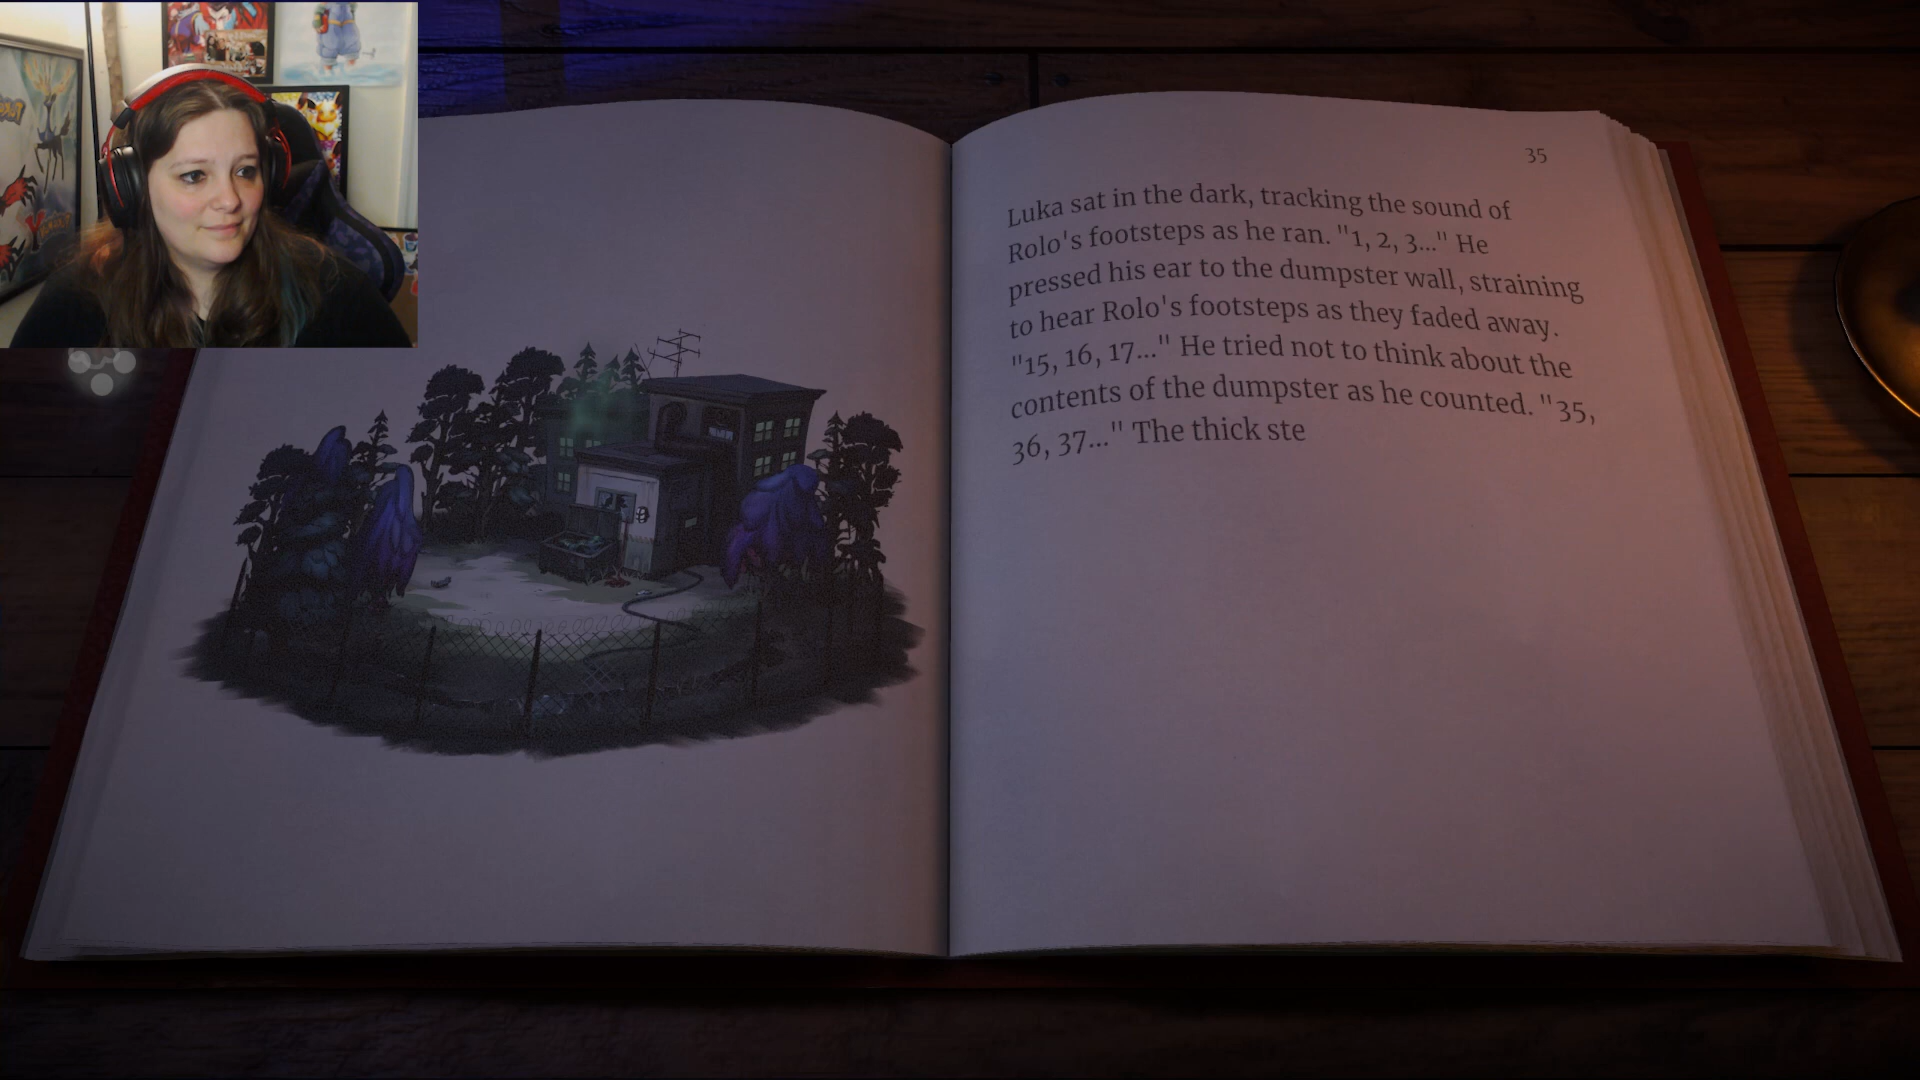 35
Luka sat in the dark, tracking the sound of
Rolo's footsteps as he ran. "1, 2, 3..." He
pressed his ear to the dumpster wall, straining
to hear Rolo's footsteps as they faded away.
"15, 16, 17..." He tried not to think about the
contents of the dumpster as he counted. "35,
36, 37..." The thick ste